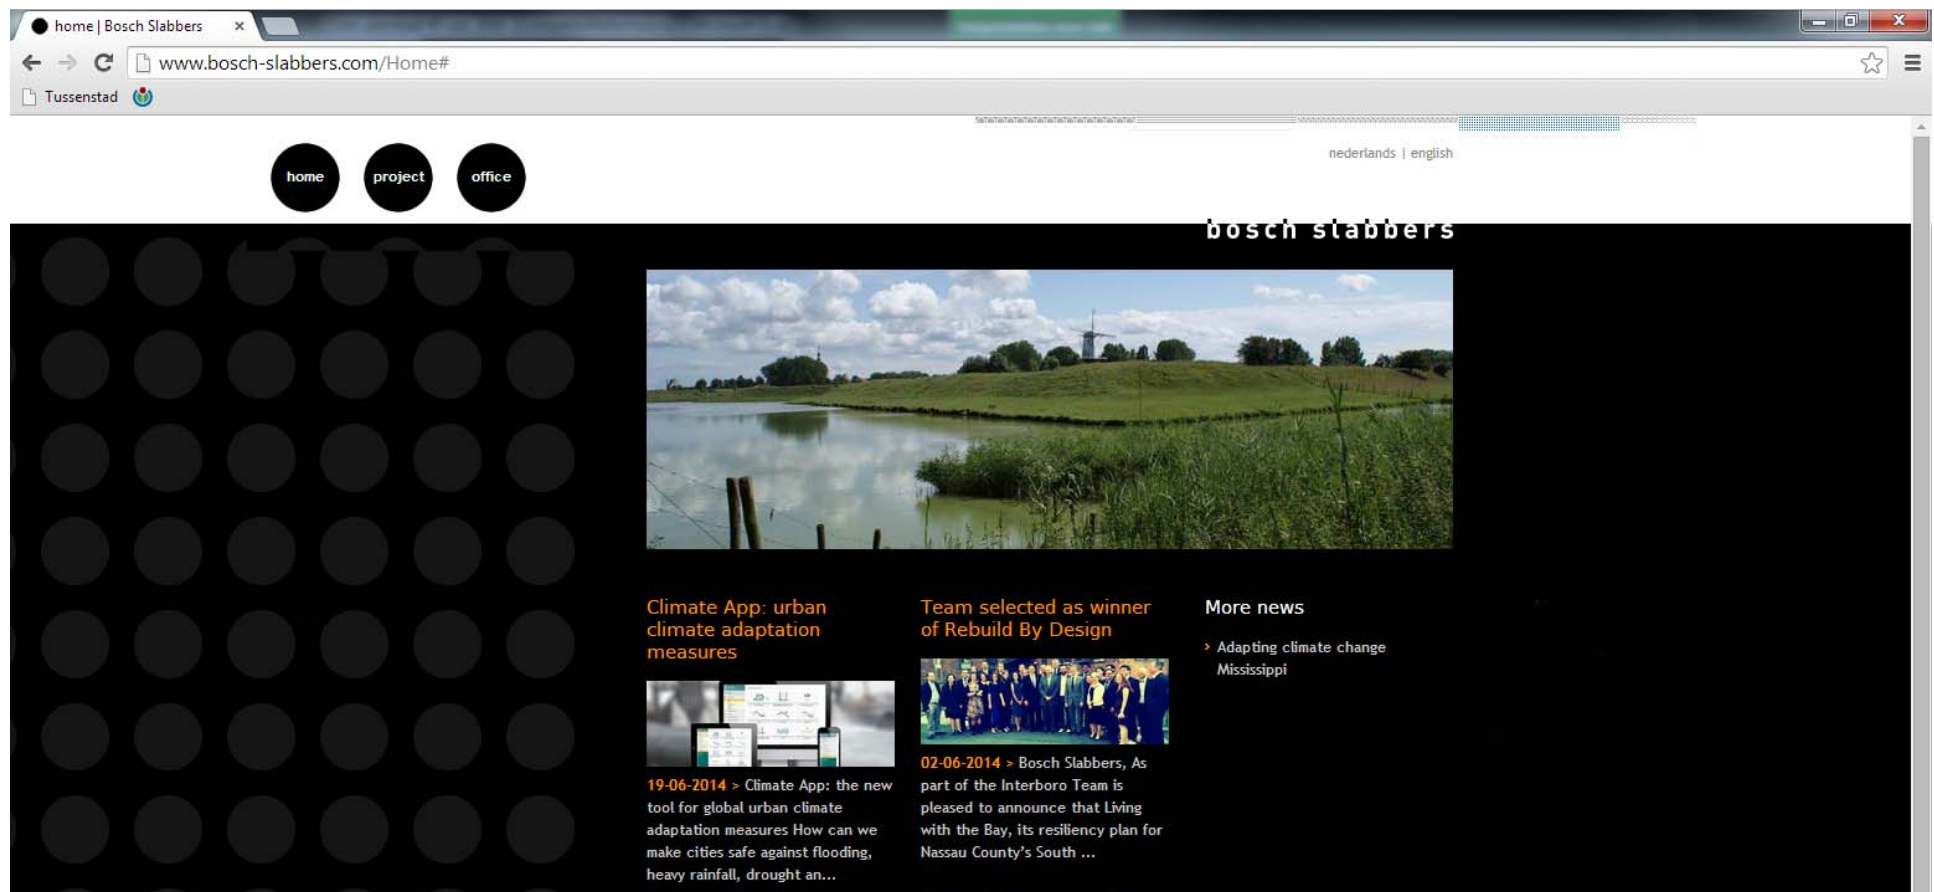 home | Bosch Slabbers
www.bosch-slabbers.com/Home#
Tussenstad
nederlands | english
home
project
office
bosch slabbers
Climate App: urban
climate adaptation
measures
19-06-2014 > Climate App: the new
tool for global urban climate
adaptation measures How can we
make cities safe against flooding,
heavy rainfall, drought an...
Team selected as winner
of Rebuild By Design
02-06-2014 > Bosch Slabbers, As
part of the Interboro Team is
pleased to announce that Living
with the Bay, its resiliency plan for
Nassau County's South ...
More news
› Adapting climate change
Mississippi